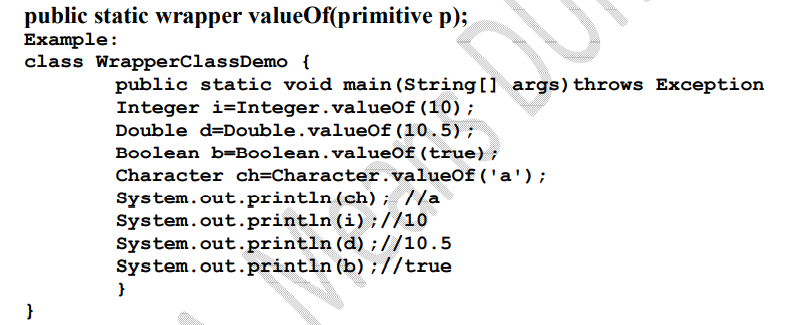 public static wrapper valueOf(primitive p);
Example:
class WrapperClassDemo {
public static void main(String[] args)throws Exception
Integer i=Integer.valueOf(10);
Double d=Double.valueOf(10.5);
Boolean b=Boolean.valueOf(true);
Character ch=Character.valueOf('a');
System.out.println(ch); //a
System.out.println(i);//10
System.out.println(d);//10.5
System.out.println(b);//true
}
}